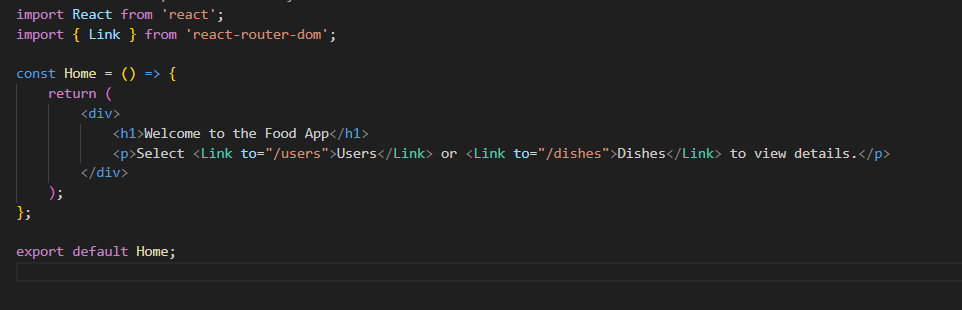 import React from 'react';
import { Link } from 'react-router-dom';
const Home = () => {
return (
<div>
<h1>Welcome to the Food App</h1>
<p>Select <Link to="/users">Users</Link> or <Link to="/dishes">Dishes</Link> to view details.</p>
</div>
);
};
export default Home;